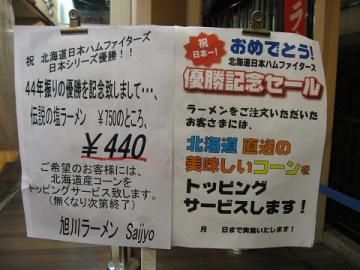 祝 北海道日本ハムファイターズ
日本シリーズ優勝!!
44年振りの優勝を記念致しまして・・・、
伝説の塩ラーメン ￥750のところ、
￥440
ご希望のお客様には、
北海道産コーンを
トッピングサービス致します。
(無くなり次第終了)
旭川ラーメン Saijyo
祝
日本一!
おめでとう!
北海道日本ハムファイターズ
優勝記念セール
ラーメンをご注文いただいた
お客さまには、
北海道 直送の
美味しいコーンを
トッピング
サービスします!
月 日まで実施いたします!